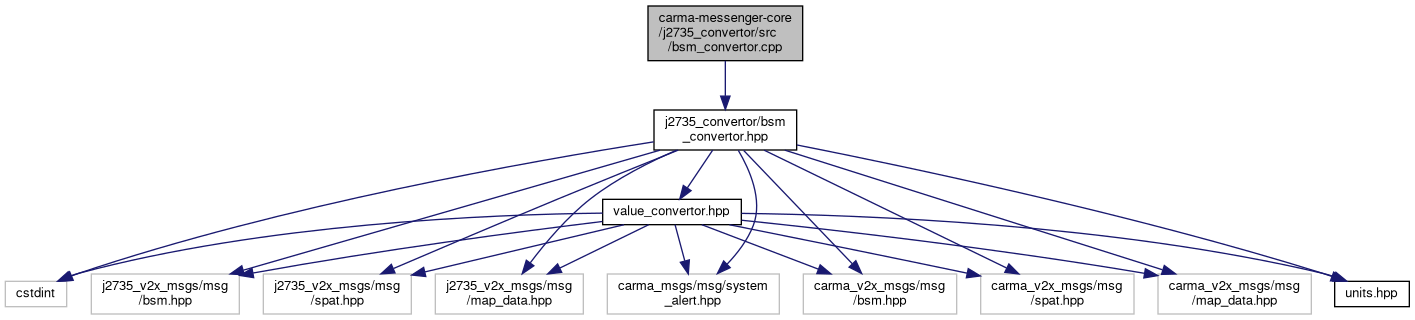 carma-messenger-core
/j2735_convertor/src
/bsm_convertor.cpp
j2735_convertor/bsm
_convertor.hpp
value_convertor.hpp
cstdint
j2735_v2x_msgs/msg
/bsm.hpp
j2735_v2x_msgs/msg
/spat.hpp
j2735_v2x_msgs/msg
/map_data.hpp
carma_msgs/msg/system
_alert.hpp
carma_v2x_msgs/msg
/bsm.hpp
carma_v2x_msgs/msg
/spat.hpp
carma_v2x_msgs/msg
/map_data.hpp
units.hpp